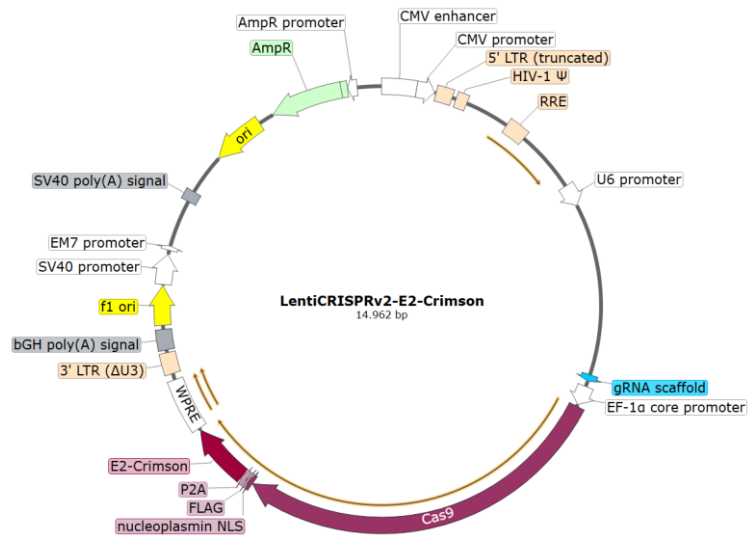 AmpR promoter
CMV enhancer
AmpR
CMV promoter
5' LTR (truncated)
HIV-1 Ψ
RRE
ori
SV40 poly(A) signal
U6 promoter
EM7 promoter
SV40 promoter
LentiCRISPRv2-E2-Crimson
14.962 bp
f1 ori
bGH poly(A) signal
3' LTR (ΔU3)
WPRE
gRNA scaffold
EF-1α core promoter
E2-Crimson
P2A
FLAG
nucleoplasmin NLS
Cas9